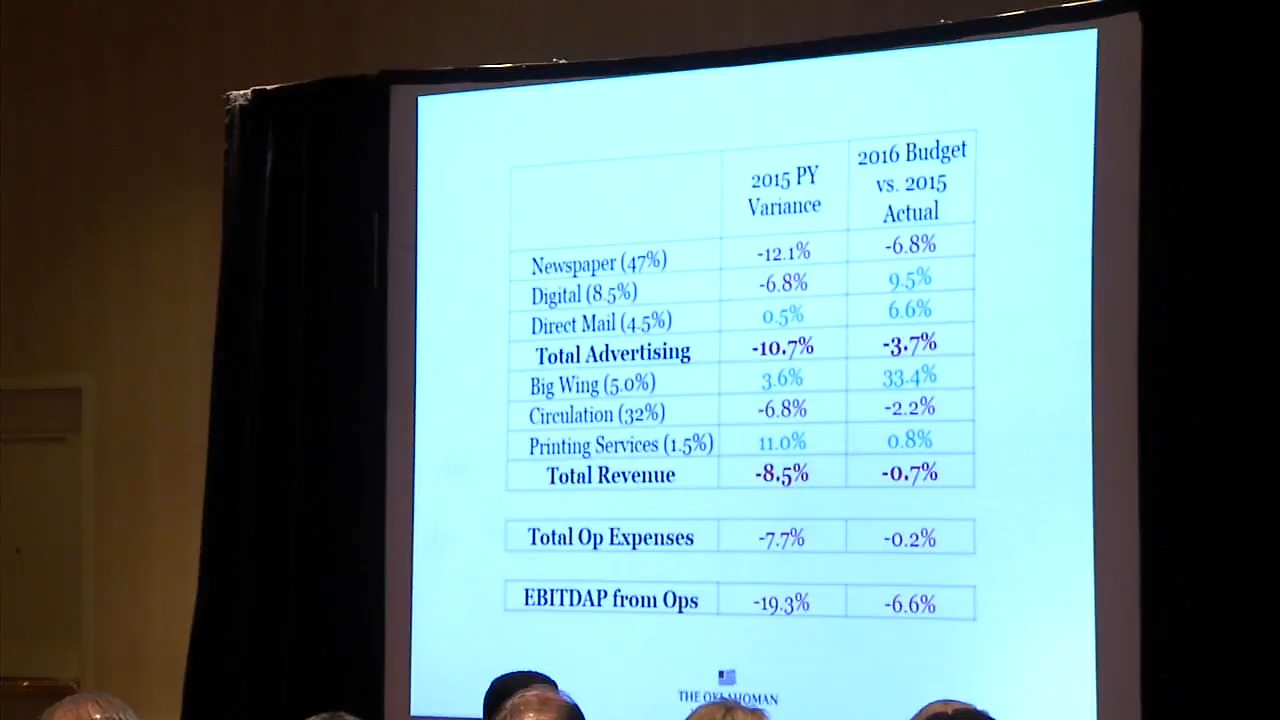 2015 PY Variance
2016 Budget vs. 2015 Actual
Newspaper (47%) -12.1% -6.8%
Digital (8.5%) -6.8% 9.5%
Direct Mail (4.5%) 0.5% 6.6%
Total Advertising -10.7% -3.7%
Big Wing (5.0%) 3.6% 33.4%
Circulation (32%) -6.8% -2.2%
Printing Services (1.5%) 11.0% 0.8%
Total Revenue -8.5% -0.7%
Total Op Expenses -7.7% -0.2%
EBITDAP from Ops -19.3% -6.6%
THE OKLAHOMAN